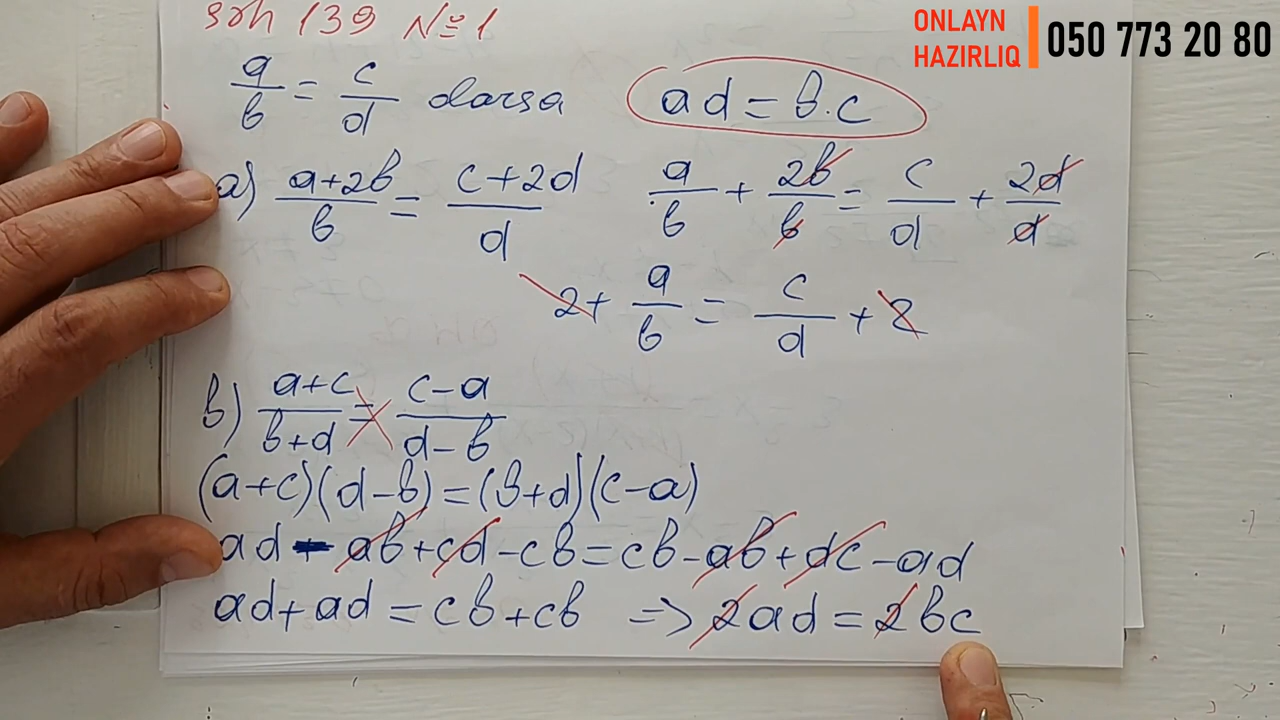 ONLAYN
HAZIRLIQ
050 773 20 80
səh 139 №1
a/b = c/d olarsa ad = b·c
a) (a+2b)/b = (c+2d)/d a/b + 2b/b = c/d + 2d/d
2 + a/b = c/d + 2
b) (a+c)/(b+d) = (c-a)/(d-b)
(a+c)(d-b)=(b+d)(c-a)
ad - ab+cd-cb=cb-ab+dc-ad
ad+ad = cb+cb => 2ad=2bc